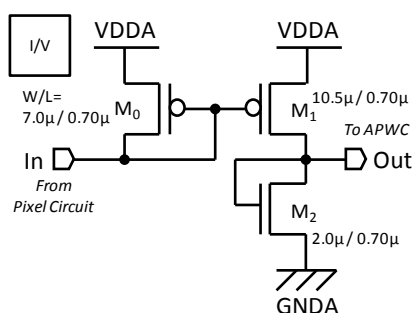 I/V
VDDA
VDDA
W/L=
7.0μ/ 0.70μ
M0
M1
10.5μ/ 0.70μ
To APWC
In
Out
From
Pixel Circuit
M2
2.0μ/ 0.70μ
GNDA